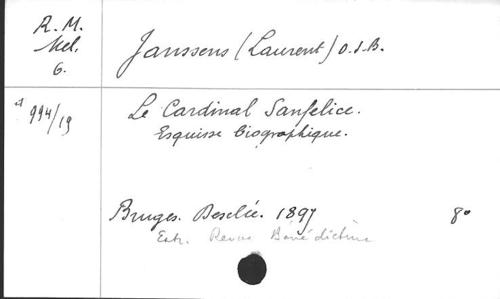 R. M.
Mel.
6.
Janssens (Laurent) O.S.B.
994/19
Le Cardinal Sanfelice.
Esquisse biographique.
Bruges. Desclée. 1897 8°
Extr. Revue Bénédictine